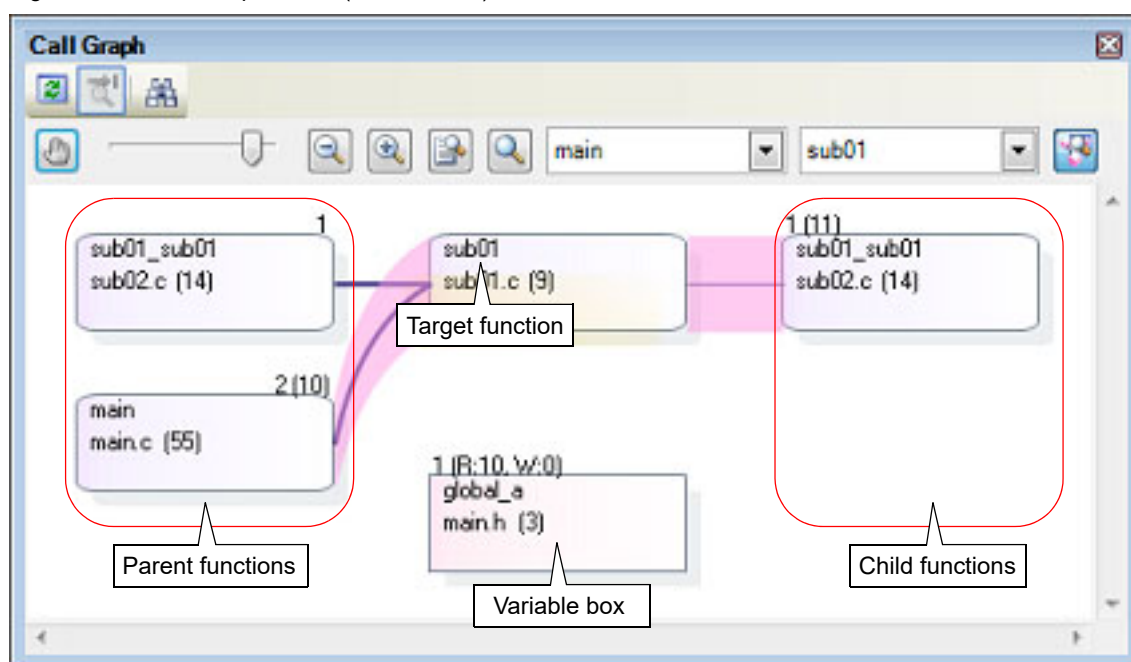 Call Graph
main
sub01
1
sub01_sub01
sub02.c (14)
sub01
sub01.c (9)
Target function
1 (11)
sub01_sub01
sub02.c (14)
2 (10)
main
main.c (55)
Parent functions
1 (R:10, W:0)
global_a
main.h (3)
Variable box
Child functions